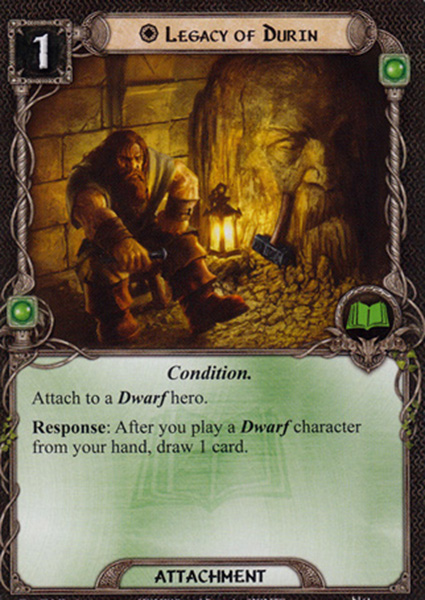 1
Legacy of Durin
Condition.
Attach to a Dwarf hero.
Response: After you play a Dwarf character
from your hand, draw 1 card.
ATTACHMENT